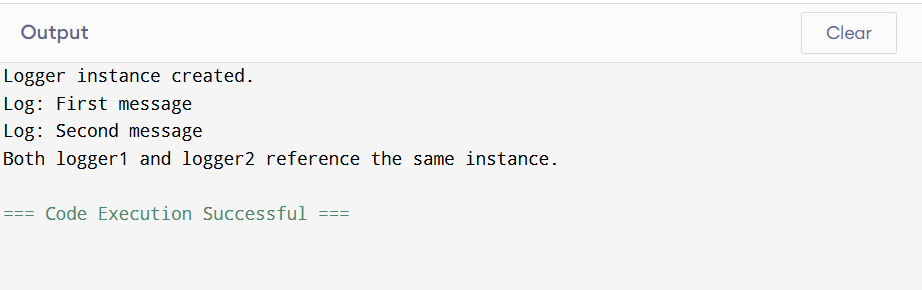 Output
Clear
Logger instance created.
Log: First message
Log: Second message
Both logger1 and logger2 reference the same instance.
=== Code Execution Successful ===